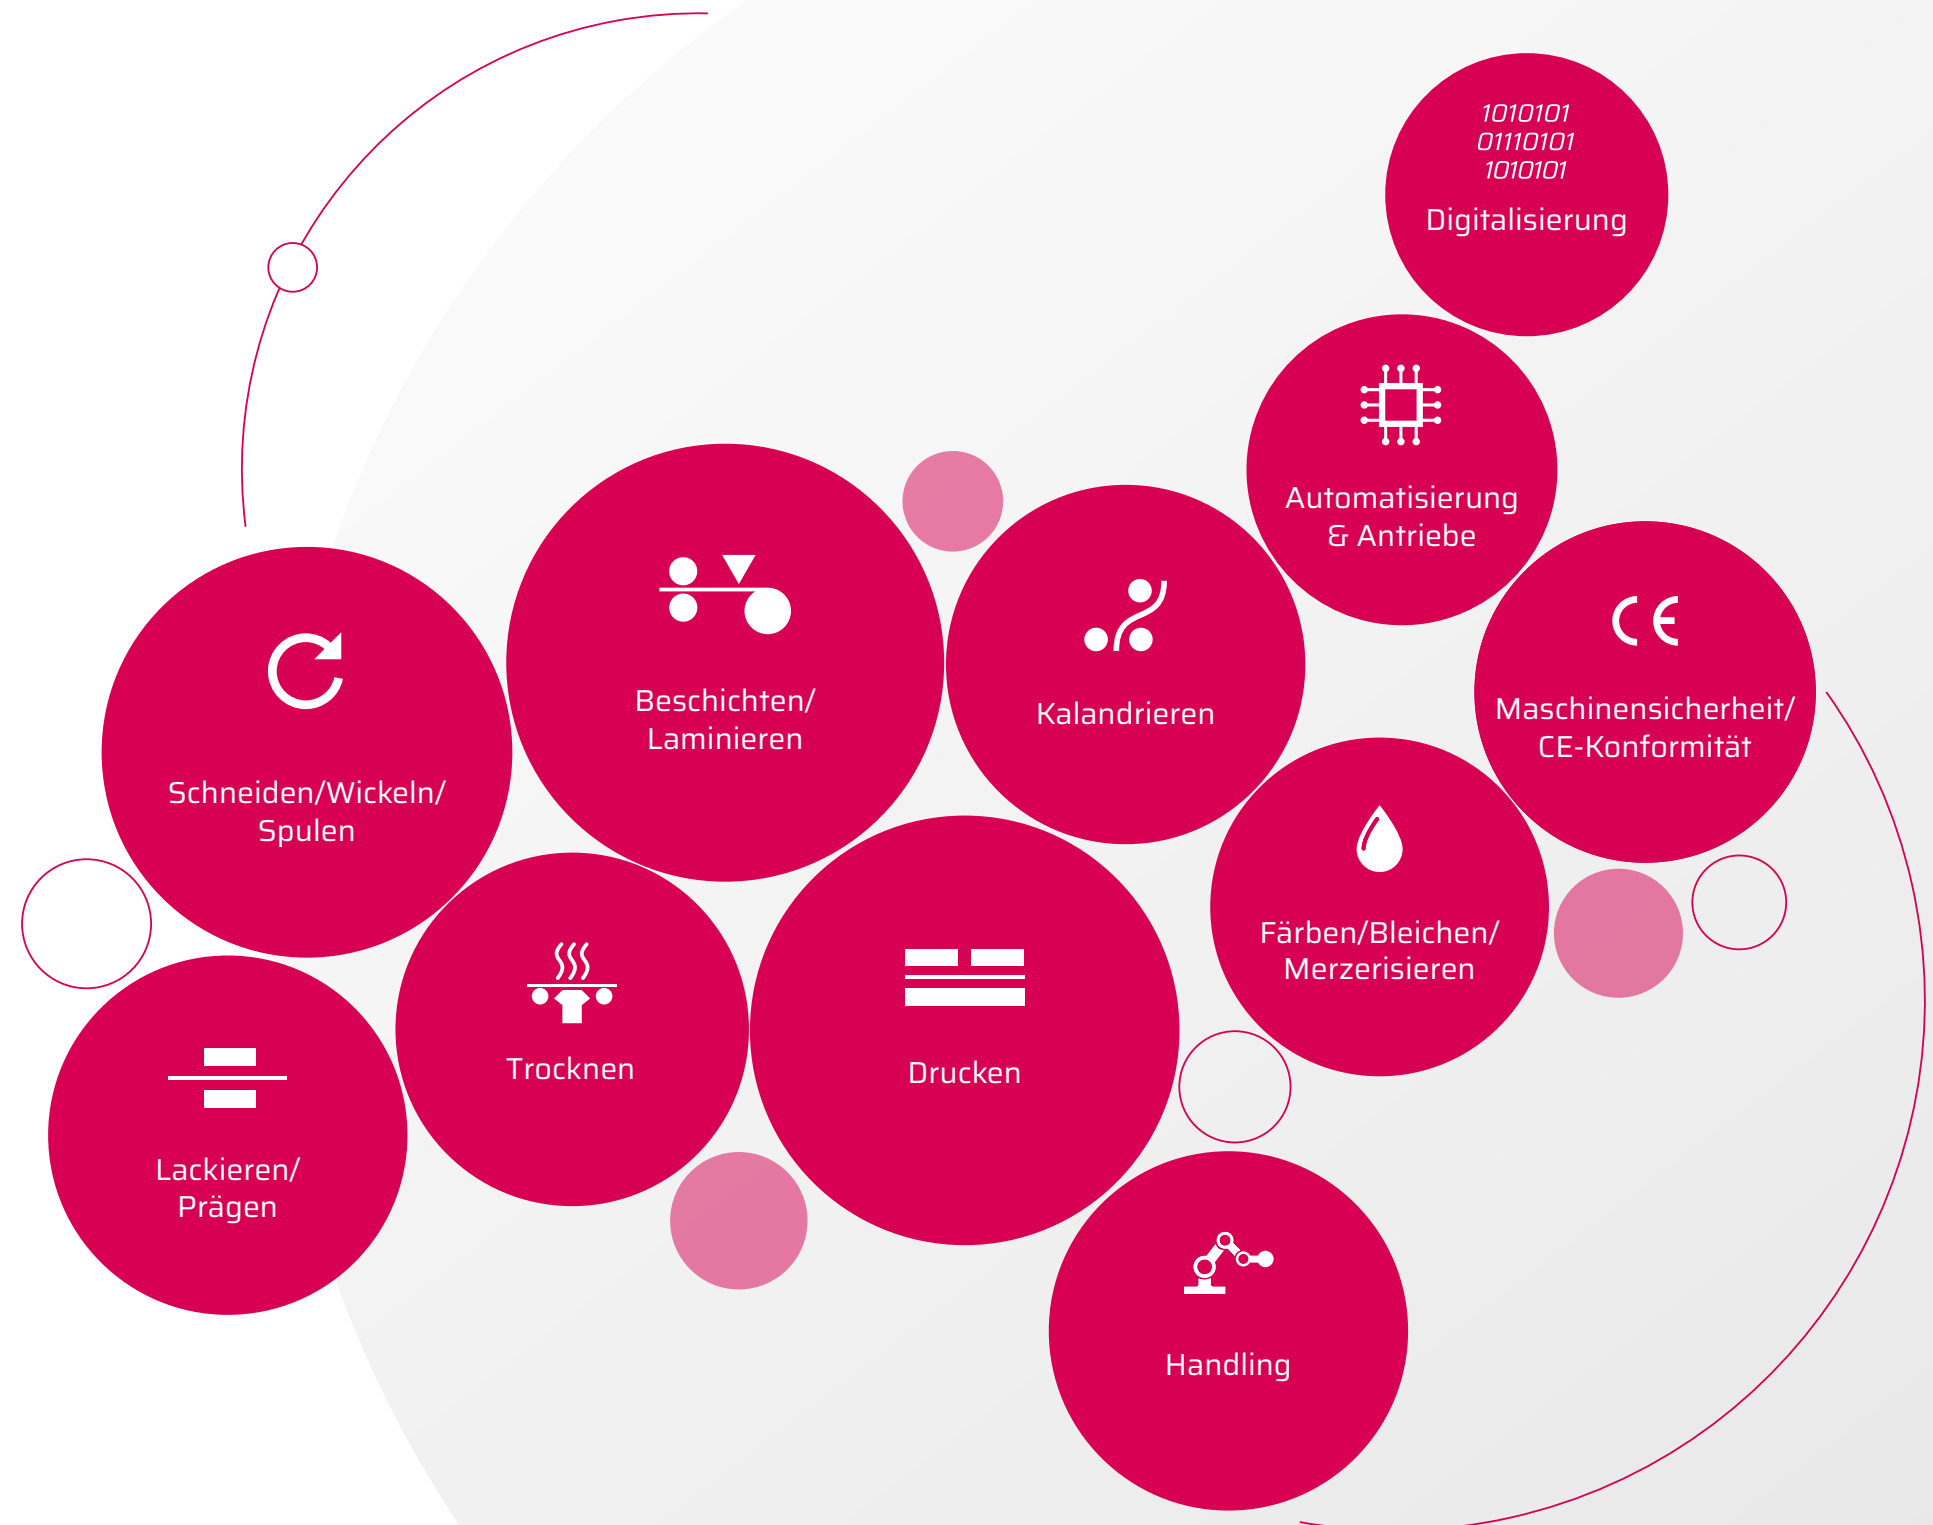 1010101
01110101
1010101
Digitalisierung
Automatisierung
& Antriebe
CE
Maschinensicherheit/
CE-Konformität
Beschichten/
Laminieren
Kalandrieren
Schneiden/Wickeln/
Spulen
Färben/Bleichen/
Merzerisieren
Trocknen
Drucken
Lackieren/
Prägen
Handling